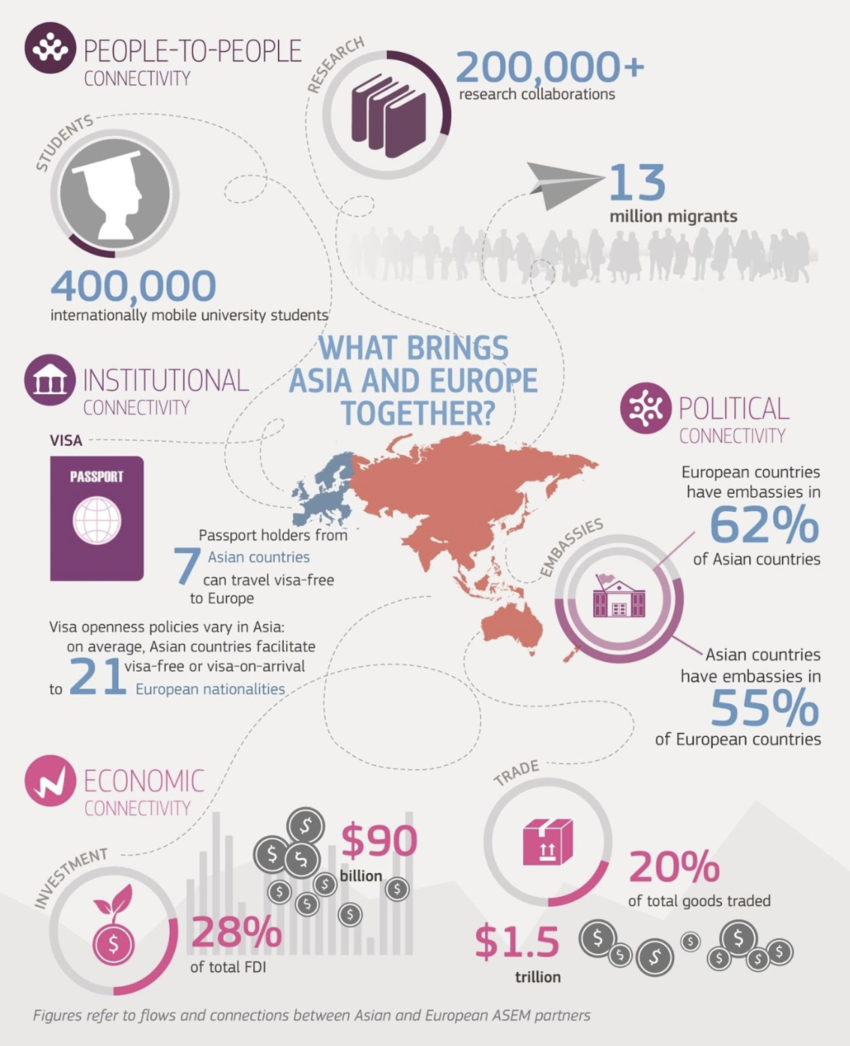 PEOPLE-TO-PEOPLE
CONNECTIVITY
RESEARCH
200,000+
research collaborations
STUDENTS
13
million migrants
400,000
internationally mobile university students
WHAT BRINGS
ASIA AND EUROPE
TOGETHER?
INSTITUTIONAL
CONNECTIVITY
VISA
PASSPORT
Passport holders from
7 Asian countries
can travel visa-free
to Europe
Visa openness policies vary in Asia:
on average, Asian countries facilitate
visa-free or visa-on-arrival
to 21 European nationalities
POLITICAL
CONNECTIVITY
European countries
have embassies in
62%
of Asian countries
EMBASSIES
Asian countries
have embassies in
55%
of European countries
ECONOMIC
CONNECTIVITY
INVESTMENT
$ $ $ $ $ $ $ $
$90
billion
$
28%
of total FDI
TRADE
20%
of total goods traded
$1.5
trillion
$ $ $ $ $ $ $ $
Figures refer to flows and connections between Asian and European ASEM partners